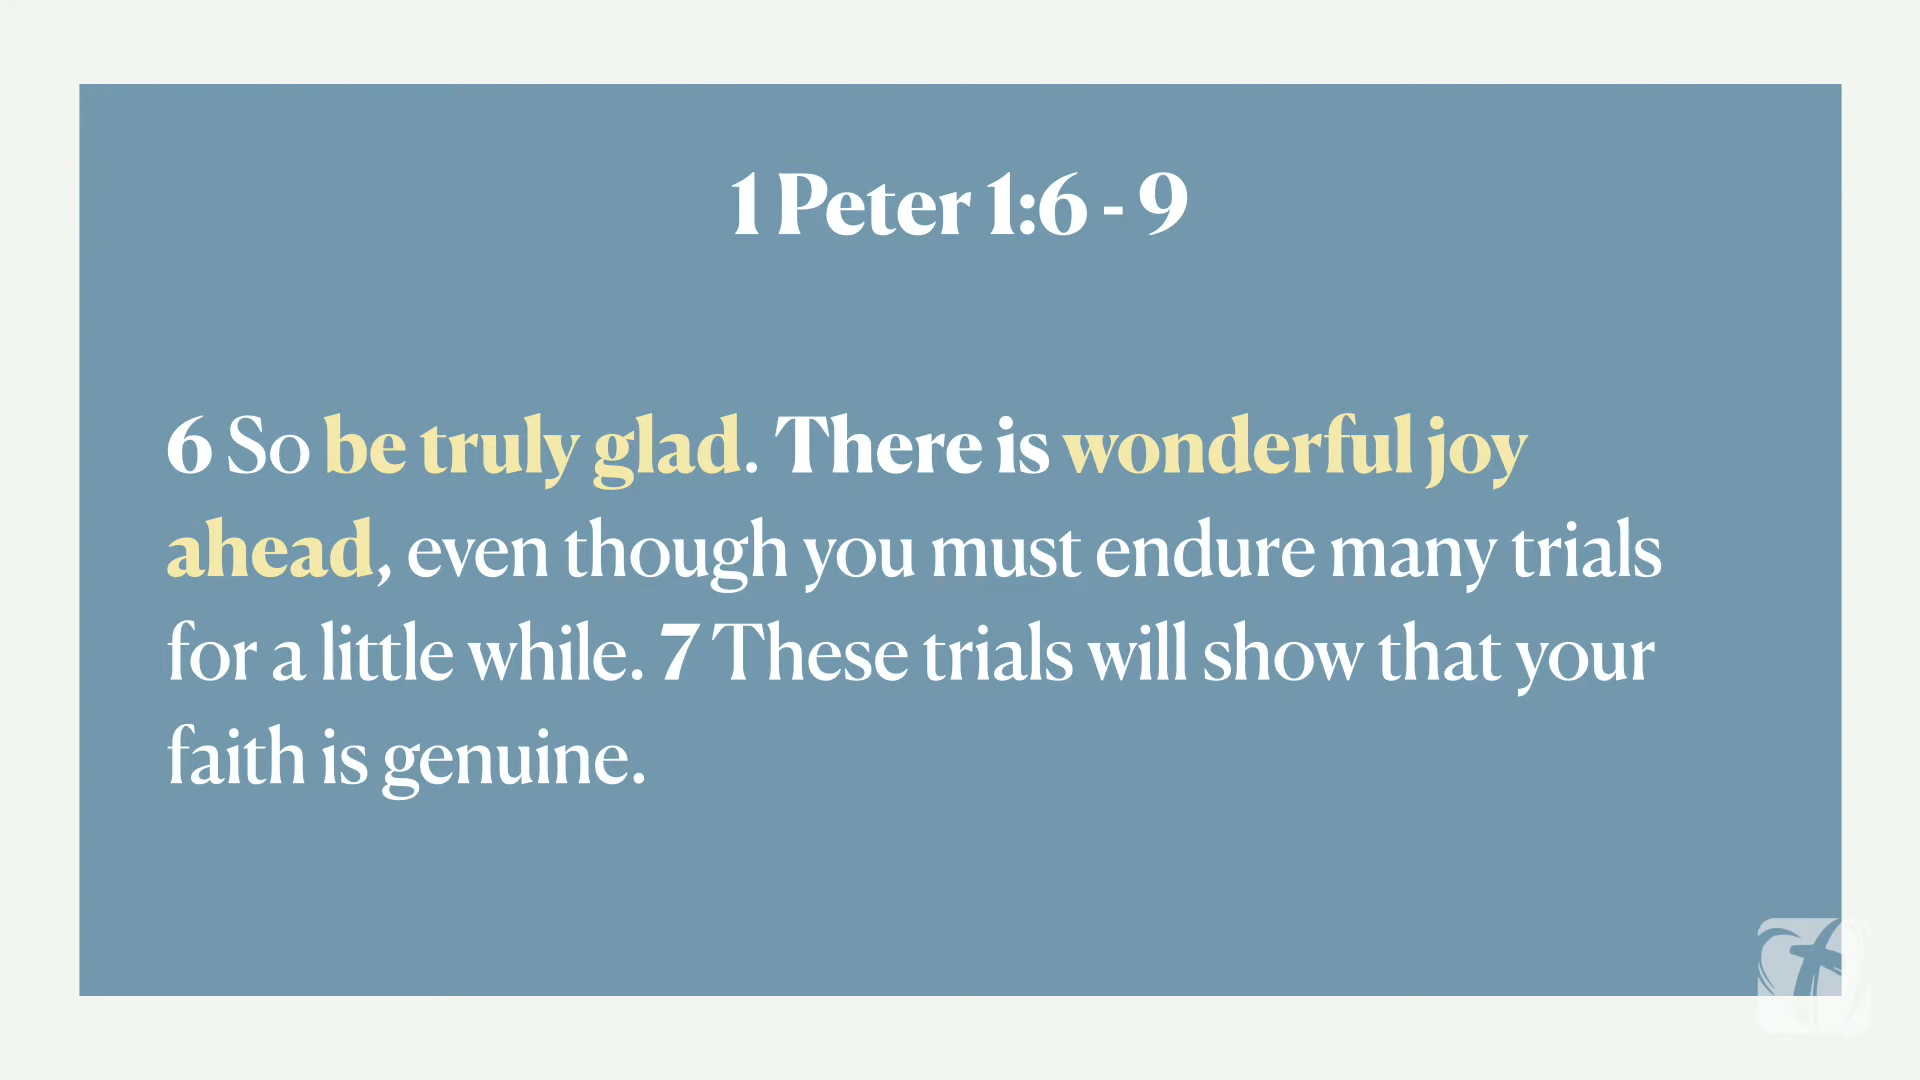 1 Peter 1:6 - 9
6 So be truly glad. There is wonderful joy
ahead, even though you must endure many trials
for a little while. 7 These trials will show that your
faith is genuine.